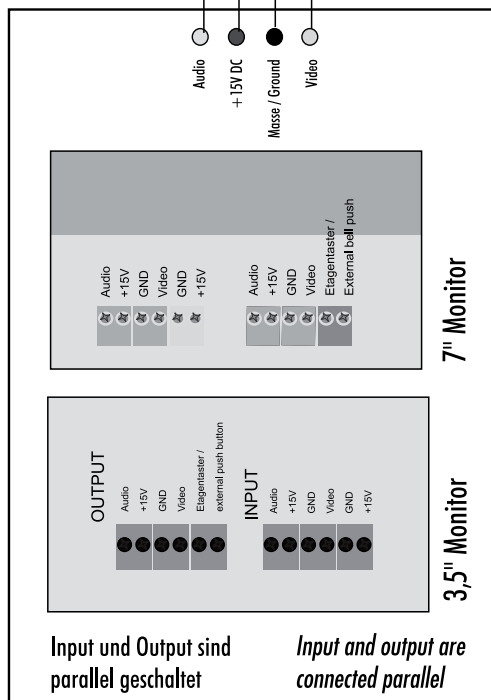 Audio
+15V DC
Masse / Ground
Video
Audio
+15V
GND
Video
GND
+15V
Audio
+15V
GND
Video
Etagentaster /
External bell push
7" Monitor
OUTPUT
Audio
+15V
GND
Video
Etagentaster /
external push button
INPUT
Audio
+15V
GND
Video
GND
+15V
3,5" Monitor
Input und Output sind
parallel geschaltet
Input and output are
connected parallel